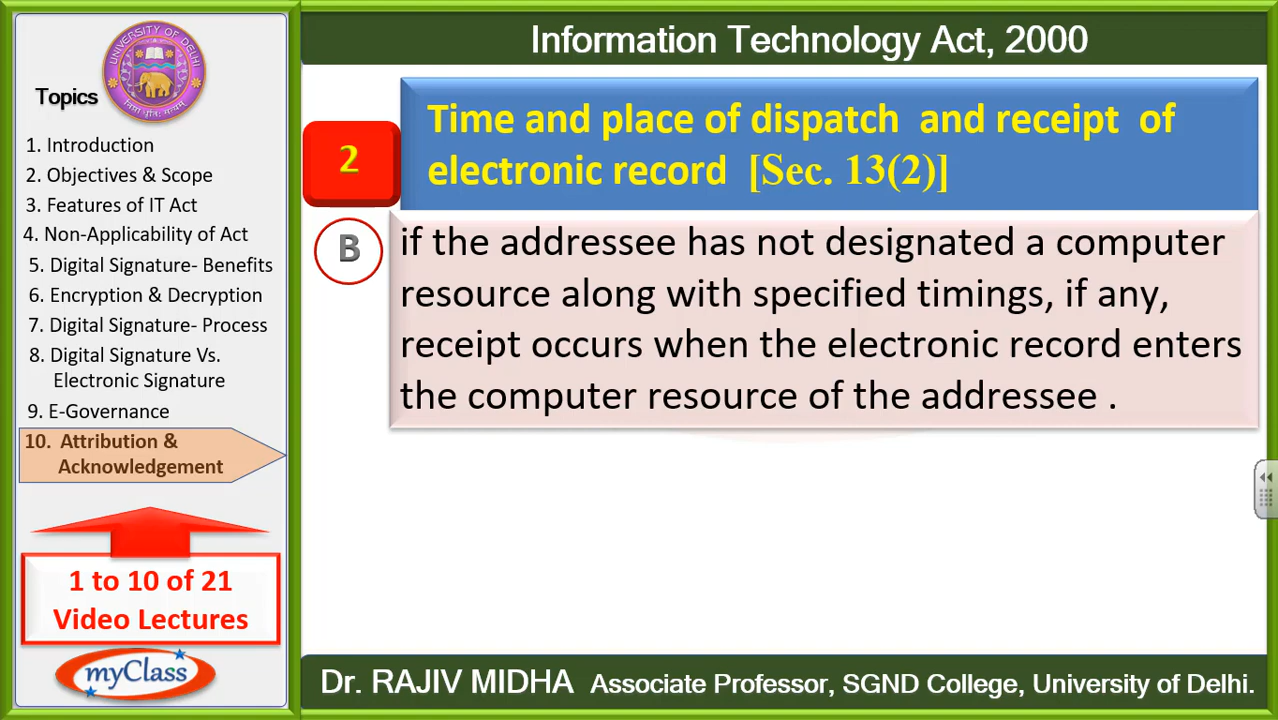 Information Technology Act, 2000
UNIVERSITY OF DELHI
Topics
1. Introduction
2. Objectives & Scope
3. Features of IT Act
4. Non-Applicability of Act
5. Digital Signature- Benefits
6. Encryption & Decryption
7. Digital Signature- Process
8. Digital Signature Vs.
Electronic Signature
9. E-Governance
10. Attribution &
Acknowledgement
1 to 10 of 21
Video Lectures
myClass
2
Time and place of dispatch and receipt of
electronic record [Sec. 13(2)]
B
if the addressee has not designated a computer
resource along with specified timings, if any,
receipt occurs when the electronic record enters
the computer resource of the addressee .
Dr. RAJIV MIDHA Associate Professor, SGND College, University of Delhi.